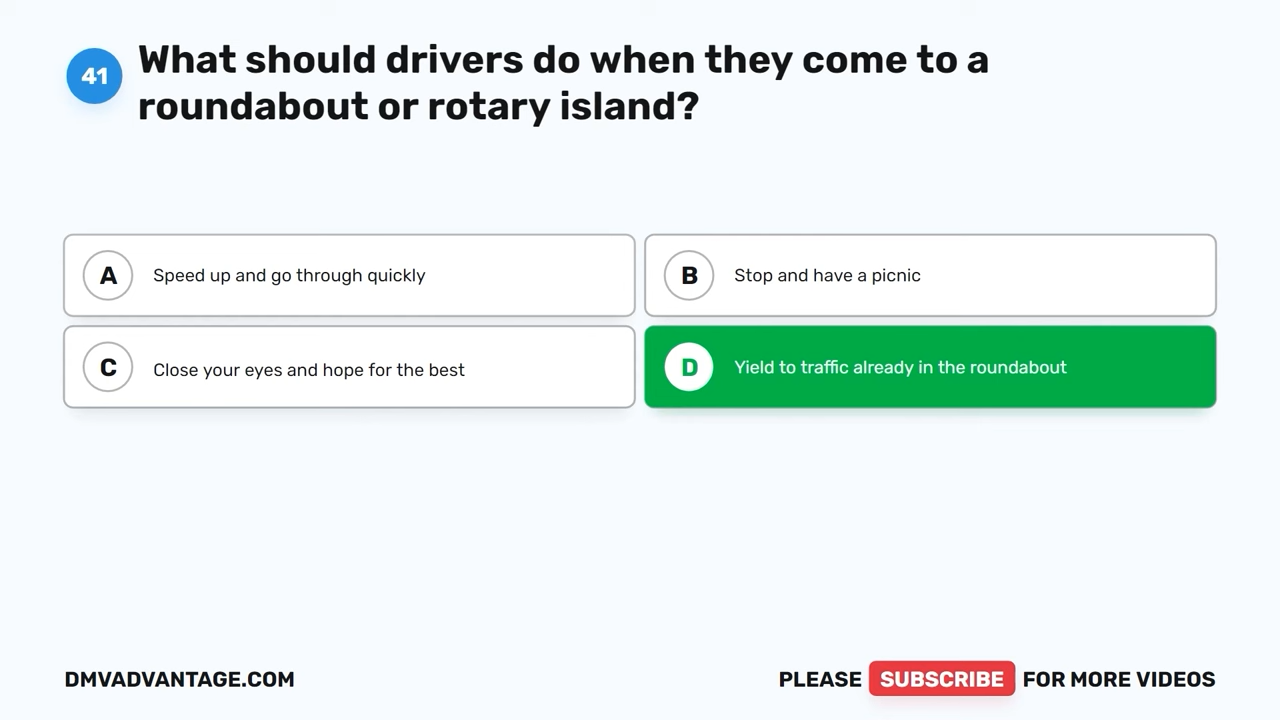 41
What should drivers do when they come to a
roundabout or rotary island?
A Speed up and go through quickly
B Stop and have a picnic
C Close your eyes and hope for the best
D Yield to traffic already in the roundabout
DMVADVANTAGE.COM
PLEASE SUBSCRIBE FOR MORE VIDEOS